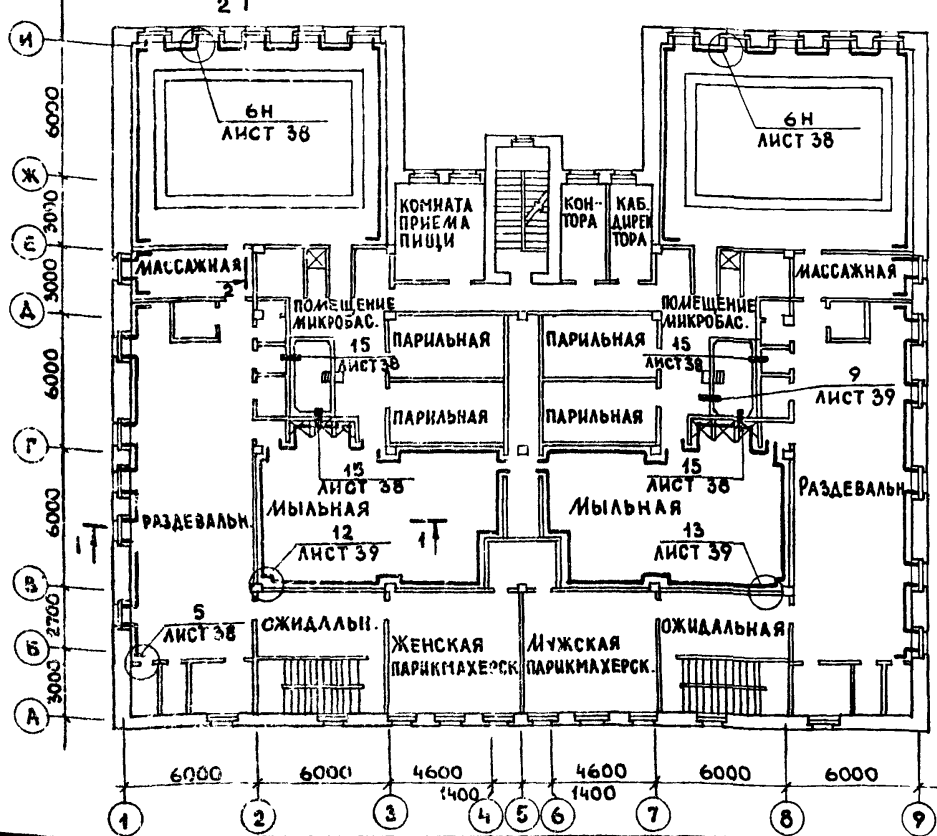 2 1
И
6Н
ЛИСТ 38
6Н
ЛИСТ 38
6000
Ж
КОМНАТА
ПРИЕМА
ПИЩИ
КОН-
ТОРА
КАБ.
ДИРЕК
ТОРА
3000
Е
МАССАЖНАЯ
МАССАЖНАЯ
2
3000
Д
ПОМЕЩЕНИЕ
МИКРОБАС.
ПОМЕЩЕНИЕ
МИКРОБАС.
ПАРИЛЬНАЯ
ПАРИЛЬНАЯ
15
ЛИСТ 38
15
ЛИСТ 38
6000
9
ЛИСТ 39
ПАРИЛЬНАЯ
ПАРИЛЬНАЯ
Г
15
ЛИСТ 38
15
ЛИСТ 38
РАЗДЕВАЛЬН
МЫЛЬНАЯ
МЫЛЬНАЯ
6000
РАЗДЕВАЛЬН.
1
1
12
ЛИСТ 39
13
ЛИСТ 39
В
2700
5
ЛИСТ 38
ОЖИДАЛЬН.
ЖЕНСКАЯ
ПАРИКМАХЕРСК.
МУЖСКАЯ
ПАРИКМАХЕРСК.
ОЖИДАЛЬНАЯ
Б
3000
А
6000 6000 4600 4600 6000 6000
1400 1400
1 2 3 4 5 6 7 8 9